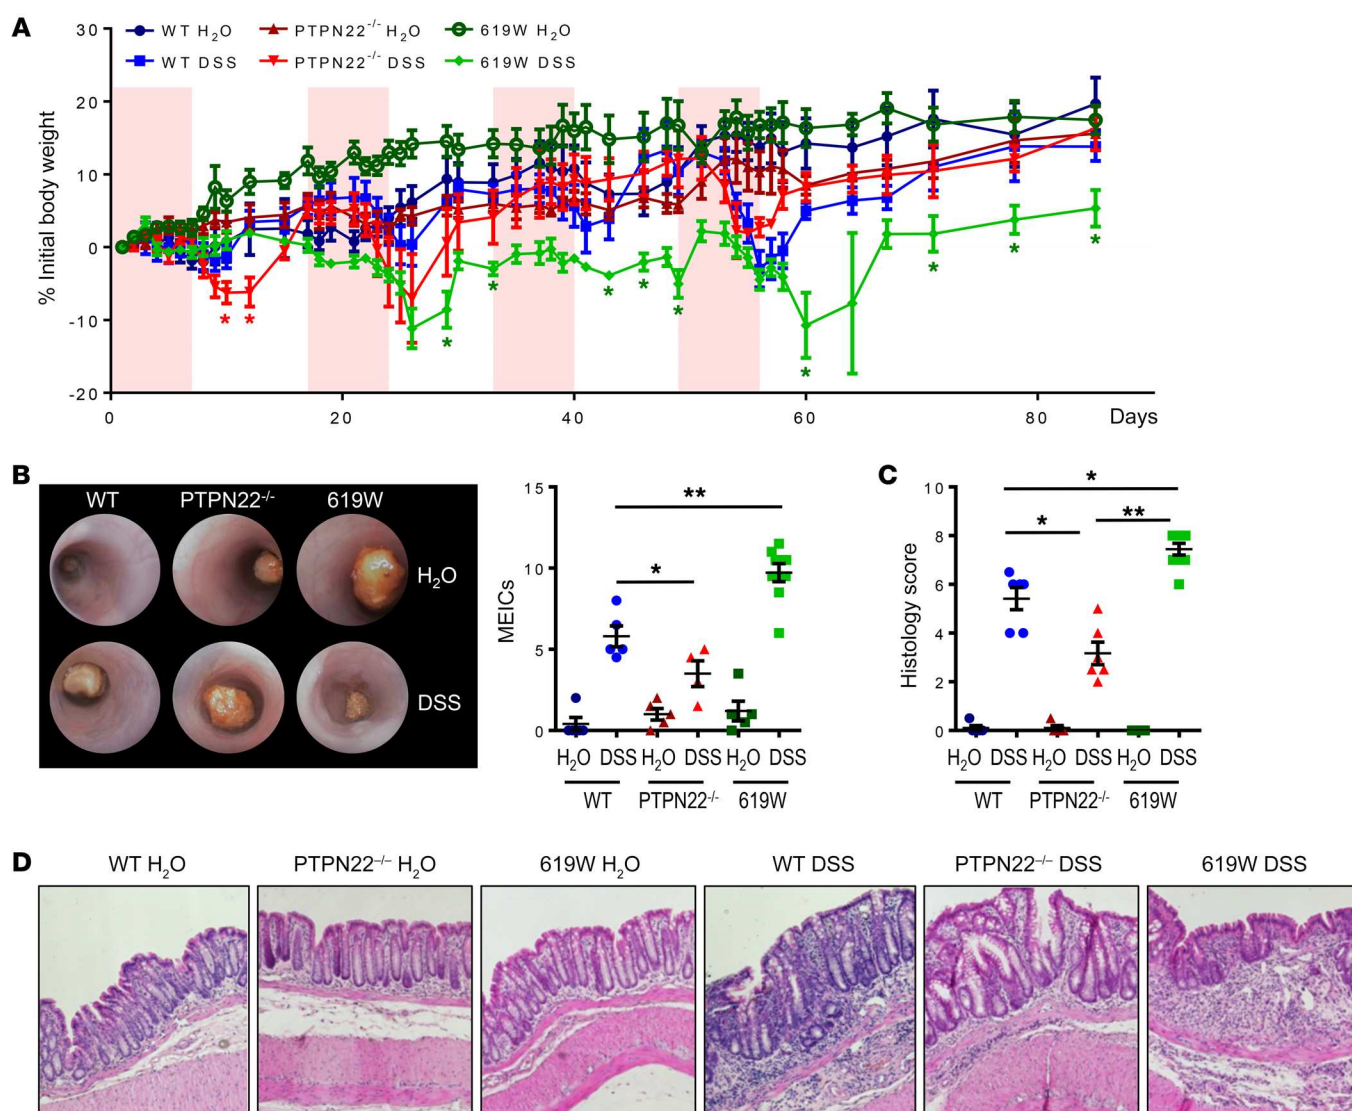 A
30
WT H₂O
PTPN22⁻/⁻ H₂O
619W H₂O
WT DSS
PTPN22⁻/⁻ DSS
619W DSS
20
10
0
-10
-20
% Initial body weight
* * * * * * * * * * *
0 20 40 60 80 Days
B
WT PTPN22⁻/⁻ 619W
H₂O
DSS
15
10
5
0
MEICs
**
*
H₂O DSS H₂O DSS H₂O DSS
WT PTPN22⁻/⁻ 619W
C
10
8
6
4
2
0
Histology score
*
* **
H₂O DSS H₂O DSS H₂O DSS
WT PTPN22⁻/⁻ 619W
D
WT H₂O PTPN22⁻/⁻ H₂O 619W H₂O WT DSS PTPN22⁻/⁻ DSS 619W DSS